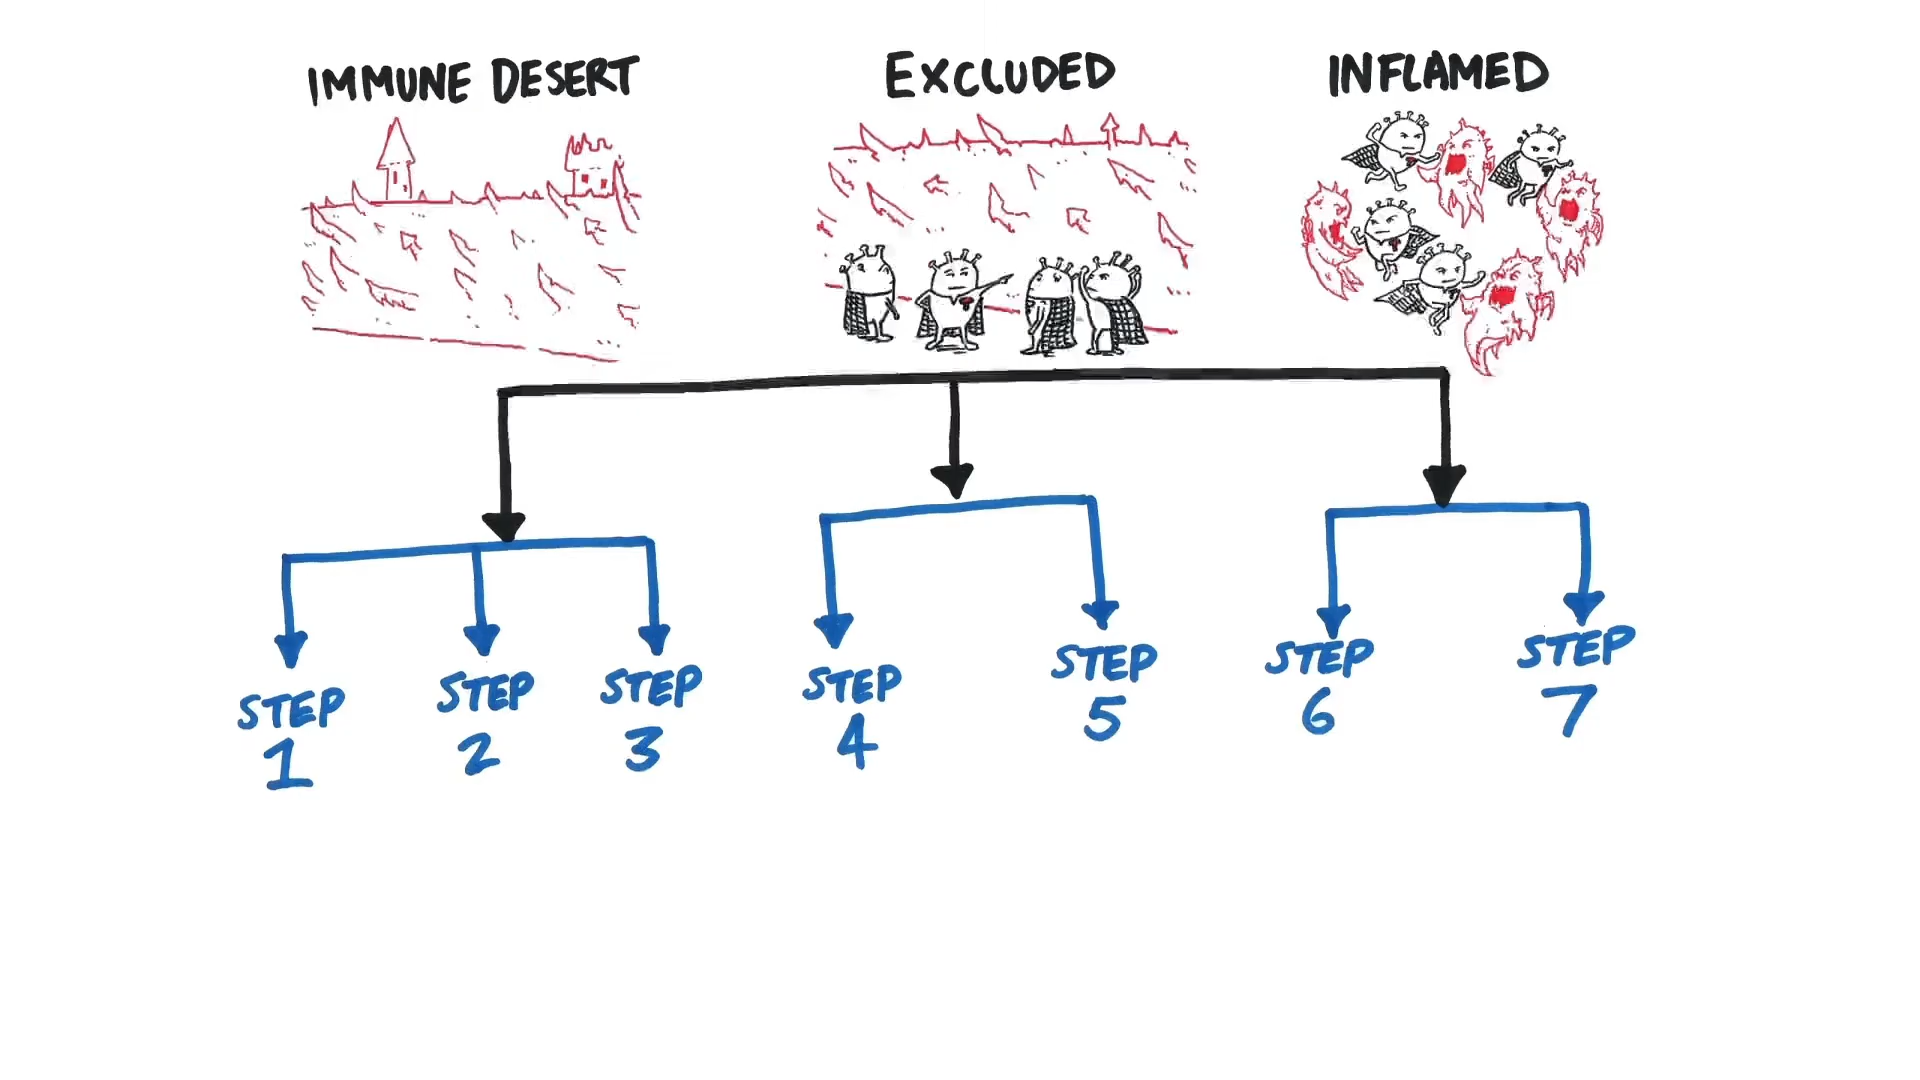 IMMUNE DESERT
EXCLUDED
INFLAMED
STEP
1
STEP
2
STEP
3
STEP
4
STEP
5
STEP
6
STEP
7